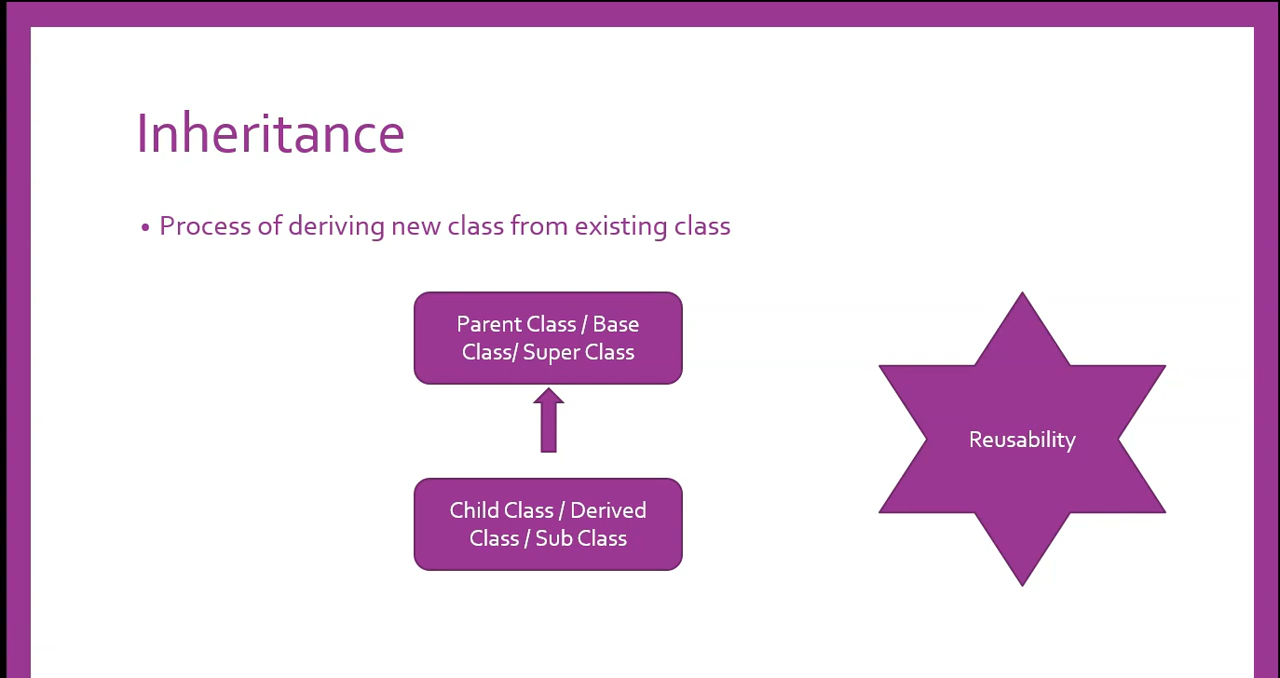 Inheritance
• Process of deriving new class from existing class
Parent Class / Base
Class/ Super Class
Reusability
Child Class / Derived
Class / Sub Class